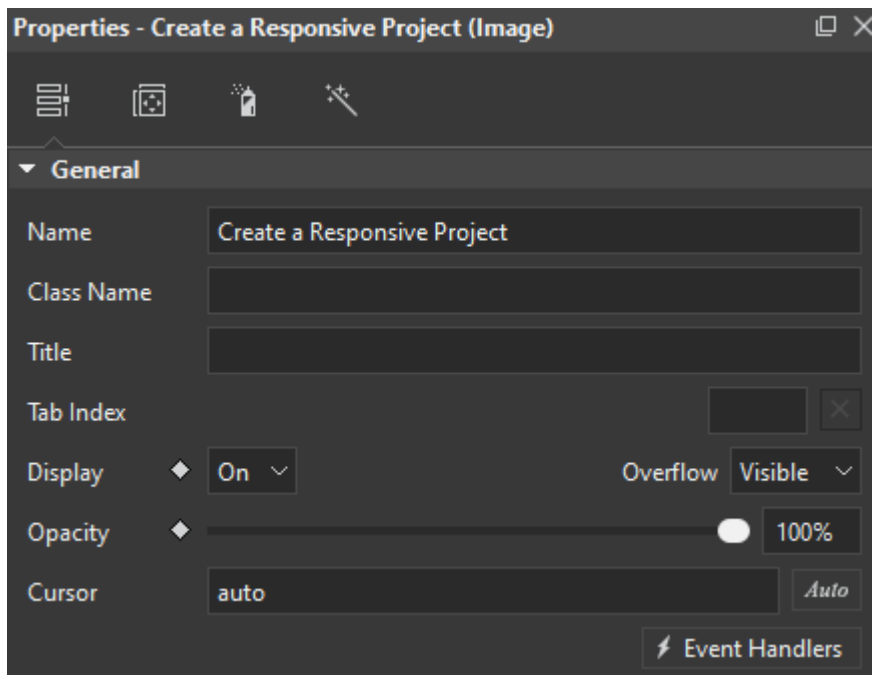 Properties - Create a Responsive Project (Image)
General
Name Create a Responsive Project
Class Name
Title
Tab Index
Display On Overflow Visible
Opacity 100%
Cursor auto Auto
Event Handlers